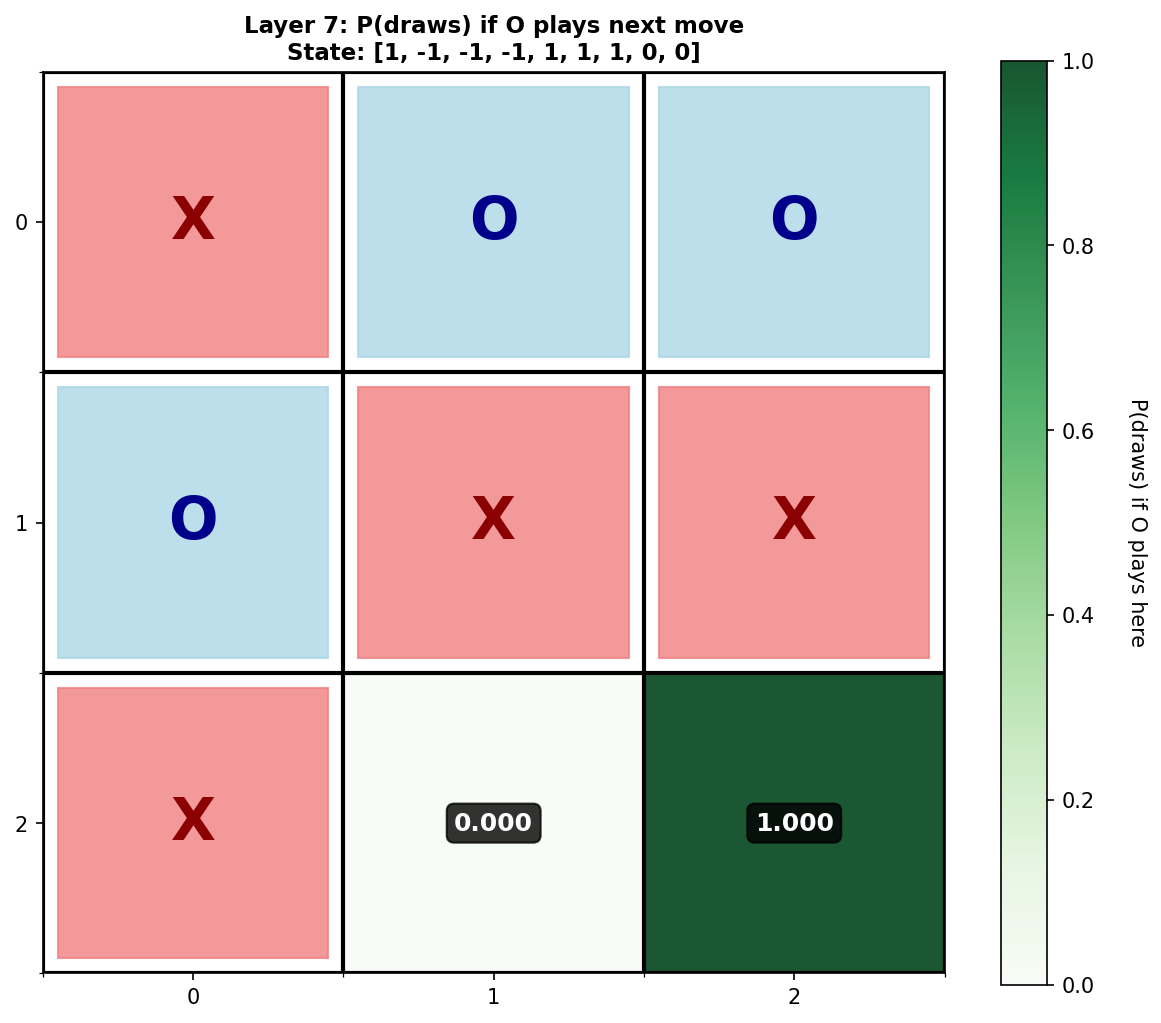 Layer 7: P(draws) if O plays next move
State: [1, -1, -1, -1, 1, 1, 1, 0, 0]
X
O
O
O
X
X
X
0.000
1.000
0
1
2
0
1
2
1.0
0.8
0.6
0.4
0.2
0.0
P(draws) if O plays here